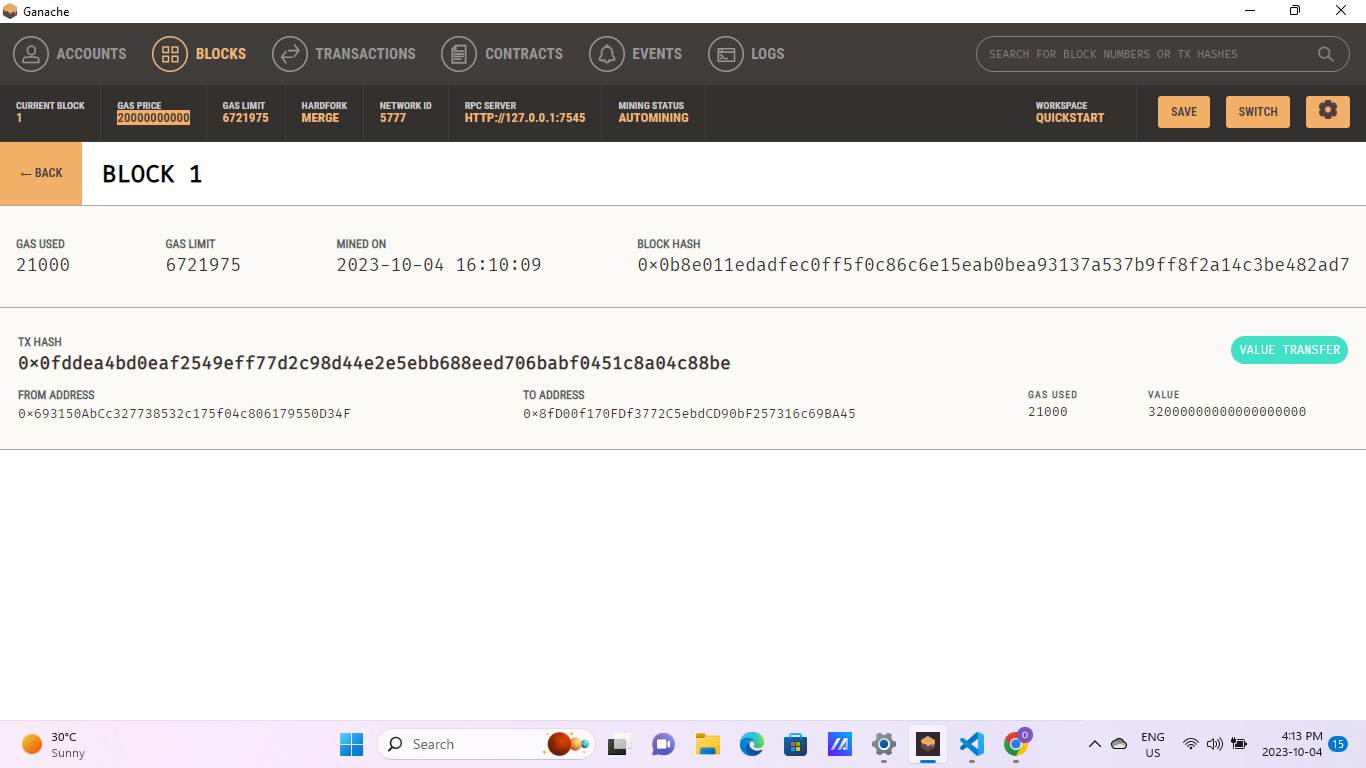 Ganache
ACCOUNTS BLOCKS TRANSACTIONS CONTRACTS EVENTS LOGS SEARCH FOR BLOCK NUMBERS OR TX HASHES
CURRENT BLOCK GAS PRICE GAS LIMIT HARDFORK NETWORK ID RPC SERVER MINING STATUS WORKSPACE
1 20000000000 6721975 MERGE 5777 HTTP://127.0.0.1:7545 AUTOMINING QUICKSTART SAVE SWITCH
← BACK BLOCK 1
GAS USED GAS LIMIT MINED ON BLOCK HASH
21000 6721975 2023-10-04 16:10:09 0×0b8e011edadfec0ff5f0c86c6e15eab0bea93137a537b9ff8f2a14c3be482ad7
TX HASH
0×0fddea4bd0eaf2549eff77d2c98d44e2e5ebb688eed706babf0451c8a04c88be VALUE TRANSFER
FROM ADDRESS TO ADDRESS GAS USED VALUE
0×693150AbCc327738532c175f04c806179550D34F 0×8fD00f170FDf3772C5ebdCD90bF257316c69BA45 21000 32000000000000000000
30°C
Sunny
Search
0
ENG
US
4:13 PM
2023-10-04
15